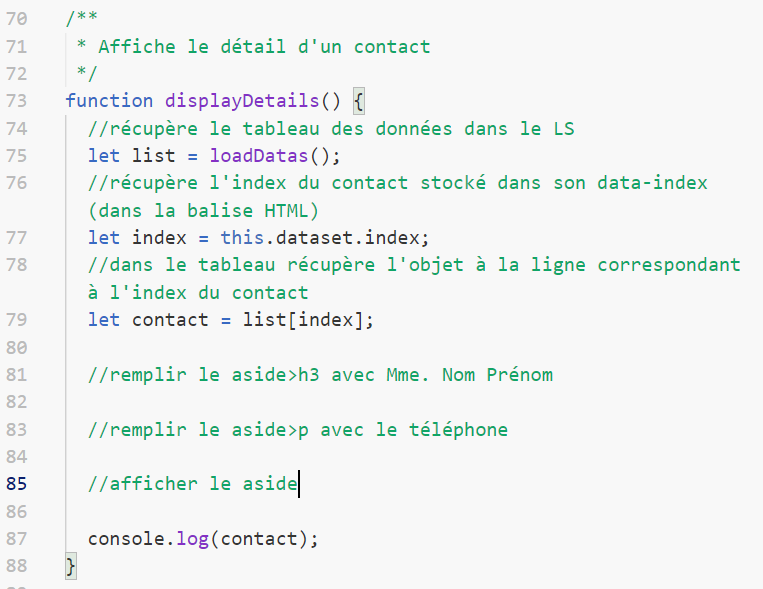 70 /**
71 * Affiche le détail d'un contact
72 */
73 function displayDetails() {
74 //récupère le tableau des données dans le LS
75 let list = loadDatas();
76 //récupère l'index du contact stocké dans son data-index
(dans la balise HTML)
77 let index = this.dataset.index;
78 //dans le tableau récupère l'objet à la ligne correspondant
à l'index du contact
79 let contact = list[index];
80
81 //remplir le aside>h3 avec Mme. Nom Prénom
82
83 //remplir le aside>p avec le téléphone
84
85 //afficher le aside
86
87 console.log(contact);
88 }